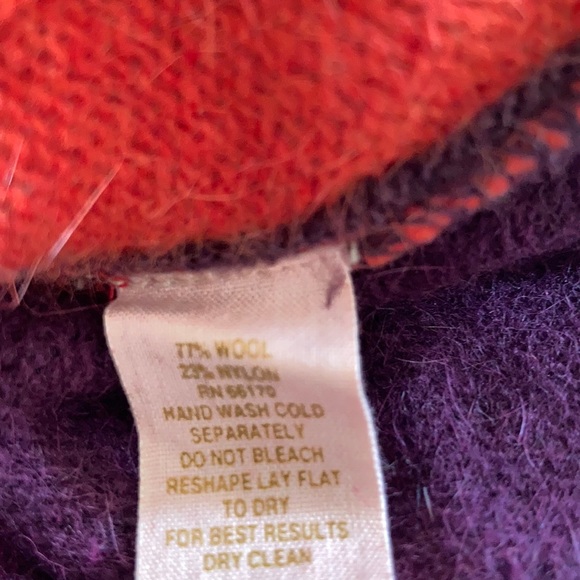 77% WOOL
23% NYLON
RN 66170
HAND WASH COLD
SEPARATELY
DO NOT BLEACH
RESHAPE LAY FLAT
TO DRY
FOR BEST RESULTS
DRY CLEAN